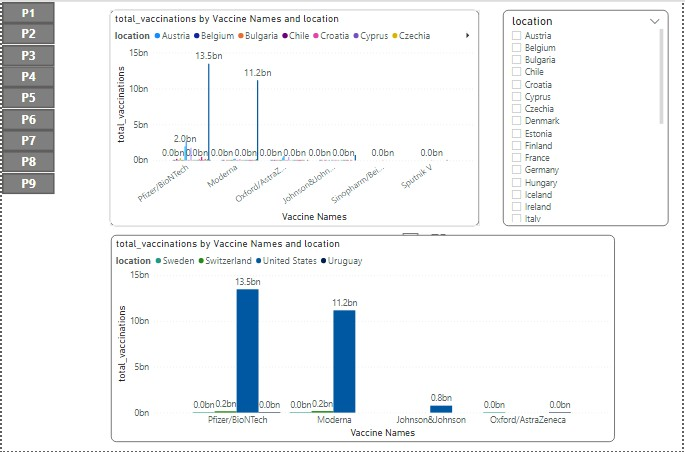 P1
P2
P3
P4
P5
P6
P7
P8
P9
total_vaccinations by Vaccine Names and location
location Austria Belgium Bulgaria Chile Croatia Cyprus Czechia
total_vaccinations
15bn
10bn
5bn
0bn
13.5bn
11.2bn
2.0bn
0.0bn 0.0bn 0.0bn 0.0bn 0.0bn 0.0bn 0.0bn 0.0bn 0.0bn 0.0bn
Pfizer/BioNTech
Moderna
Oxford/AstraZ...
Johnson&John...
Sinopharm/Bei...
Sputnik V
Vaccine Names
location
Austria
Belgium
Bulgaria
Chile
Croatia
Cyprus
Czechia
Denmark
Estonia
Finland
France
Germany
Hungary
Iceland
Ireland
Italy
total_vaccinations by Vaccine Names and location
location Sweden Switzerland United States Uruguay
total_vaccinations
15bn
10bn
5bn
0bn
13.5bn
11.2bn
0.8bn
0.0bn 0.2bn 0.0bn 0.0bn 0.2bn 0.0bn 0.0bn
Pfizer/BioNTech Moderna Johnson&Johnson Oxford/AstraZeneca
Vaccine Names